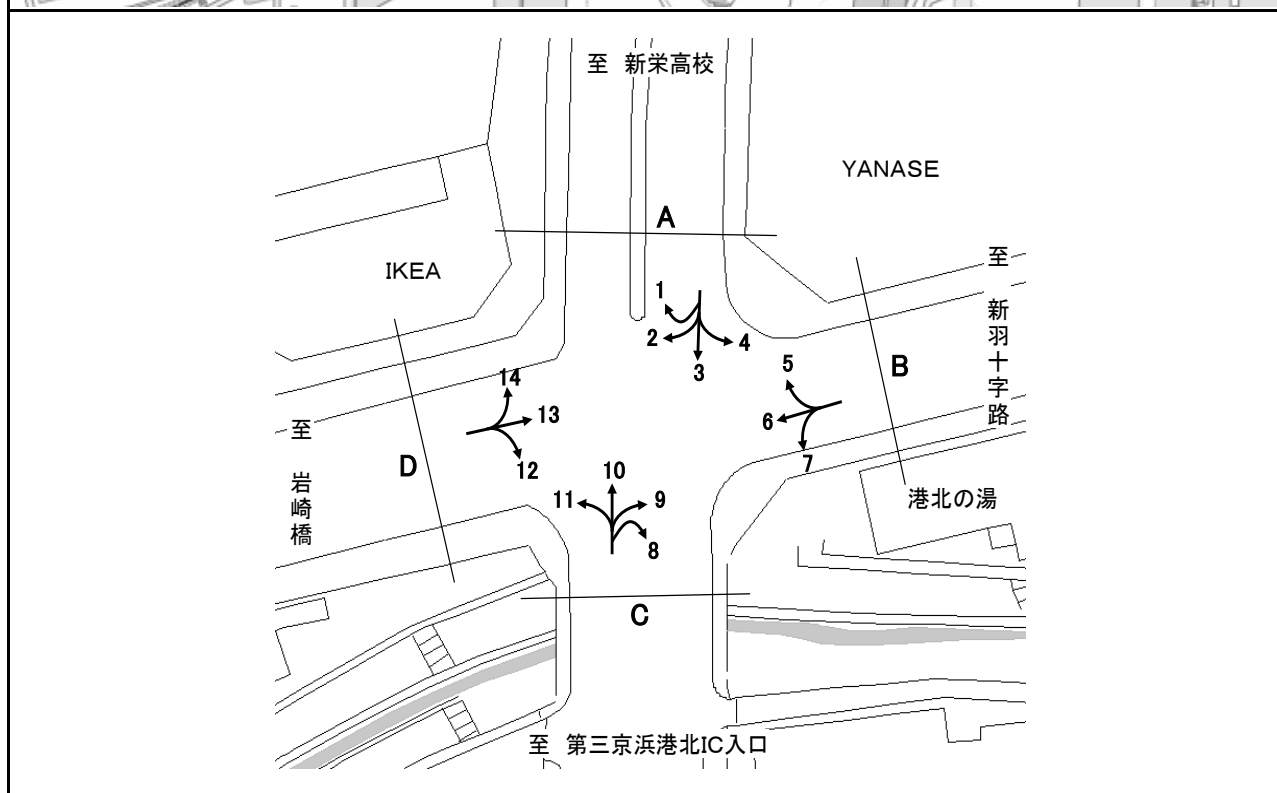 至 新栄高校
YANASE
A
IKEA
至 新羽十字路
1
2
3
4
5
6
7
B
14
13
12
D
至 岩崎橋
10
11
9
8
港北の湯
C
至 第三京浜港北IC入口